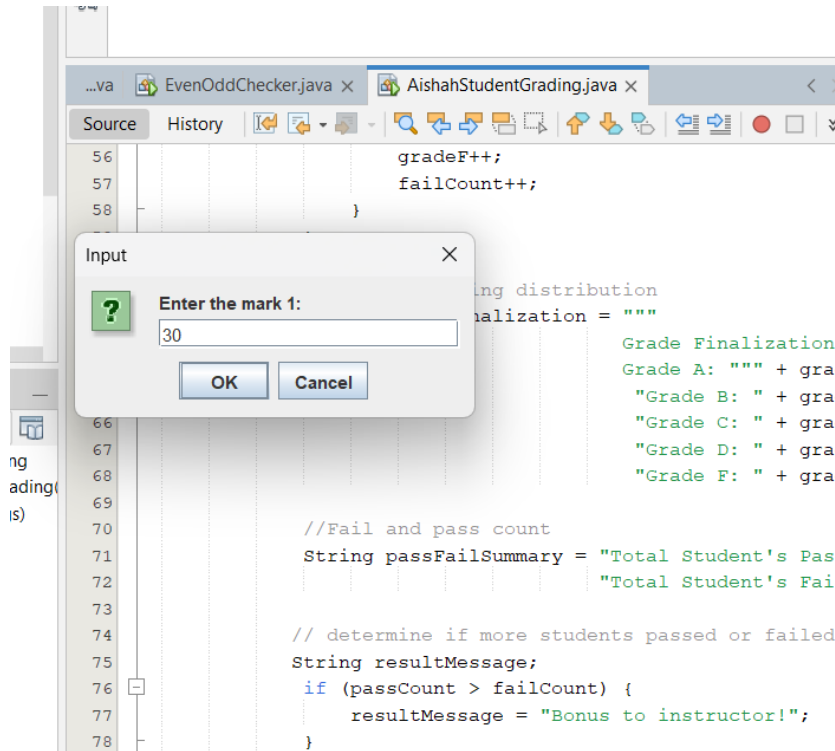 ...va EvenOddChecker.java × AishahStudentGrading.java ×
Source History
56 gradeF++;
57 failCount++;
58 }
Input
Enter the mark 1:
30
OK Cancel
ing distribution
nalization = """
Grade Finalization
Grade A: """ + gra
66 "Grade B: " + gra
"Grade C: " + gra
67 "Grade D: " + gra
68 "Grade F: " + gra
69
70 //Fail and pass count
71 String passFailSummary = "Total Student's Pas
72 "Total Student's Fai
73
74 // determine if more students passed or failed
75 String resultMessage;
76 if (passCount > failCount) {
77 resultMessage = "Bonus to instructor!";
78 }
ng
ading(
s)